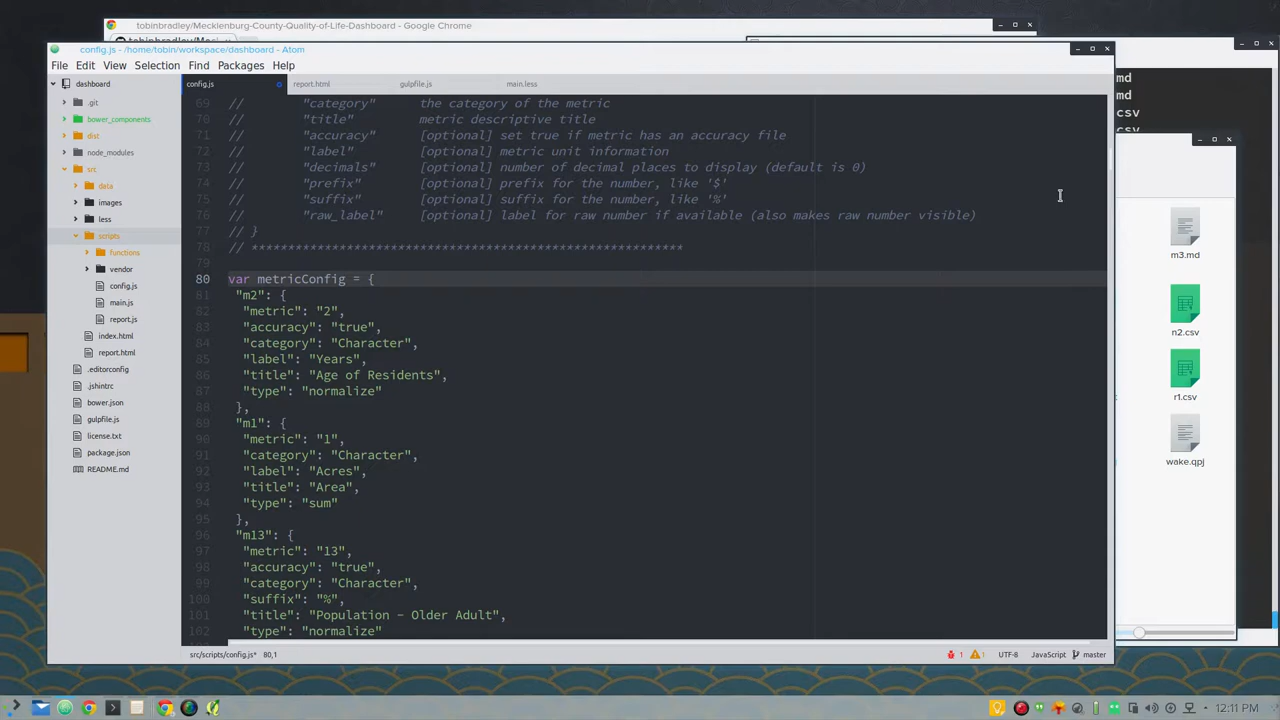 tobinbradley/Mecklenburg-County-Quality-of-Life-Dashboard - Google Chrome
config.js - /home/tobin/workspace/dashboard - Atom
File Edit View Selection Find Packages Help
dashboard
.git
bower_components
dist
node_modules
src
data
images
less
scripts
functions
vendor
config.js
main.js
report.js
index.html
report.html
.editorconfig
.jshintrc
bower.json
gulpfile.js
license.txt
package.json
README.md
config.js report.html gulpfile.js main.less
69 // "category" the category of the metric
70 // "title" metric descriptive title
71 // "accuracy" [optional] set true if metric has an accuracy file
72 // "label" [optional] metric unit information
73 // "decimals" [optional] number of decimal places to display (default is 0)
74 // "prefix" [optional] prefix for the number, like '$'
75 // "suffix" [optional] suffix for the number, like '%'
76 // "raw_label" [optional] label for raw number if available (also makes raw number visible)
77 // }
78 // ***********************************************************
79
80 var metricConfig = {
81 "m2": {
82 "metric": "2",
83 "accuracy": "true",
84 "category": "Character",
85 "label": "Years",
86 "title": "Age of Residents",
87 "type": "normalize"
88 },
89 "m1": {
90 "metric": "1",
91 "category": "Character",
92 "label": "Acres",
93 "title": "Area",
94 "type": "sum"
95 },
96 "m13": {
97 "metric": "13",
98 "accuracy": "true",
99 "category": "Character",
100 "suffix": "%",
101 "title": "Population - Older Adult",
102 "type": "normalize"
src/scripts/config.js* 80,1 1 1 UTF-8 JavaScript master
md
md
csv
csv
m3.md
n2.csv
r1.csv
wake.qpj
12:11 PM